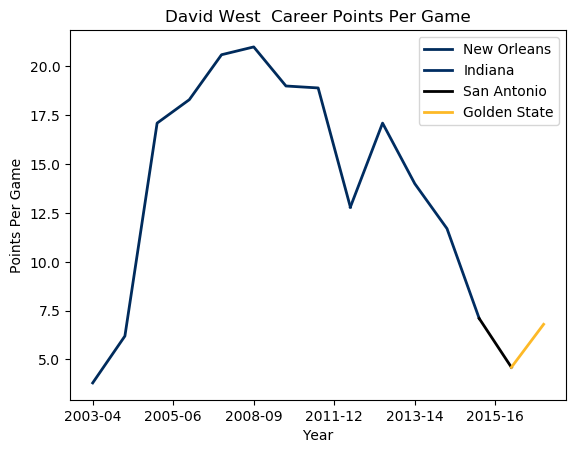 David West  Career Points Per Game
Points Per Game
20.0
17.5
15.0
12.5
10.0
7.5
5.0
New Orleans
Indiana
San Antonio
Golden State
2003-04 2005-06 2008-09 2011-12 2013-14 2015-16
Year